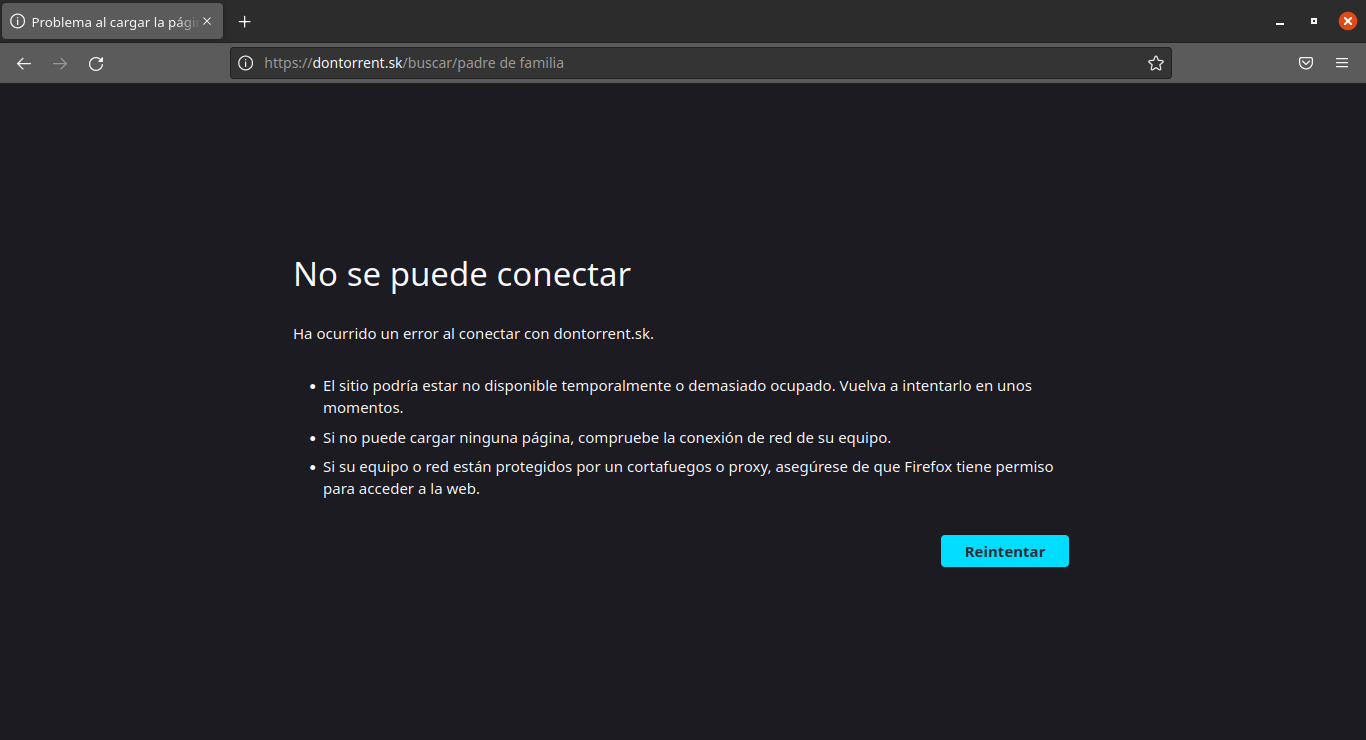 Problema al cargar la págin
https://dontorrent.sk/buscar/padre de familia
No se puede conectar
Ha ocurrido un error al conectar con dontorrent.sk.
• El sitio podría estar no disponible temporalmente o demasiado ocupado. Vuelva a intentarlo en unos
momentos.
• Si no puede cargar ninguna página, compruebe la conexión de red de su equipo.
• Si su equipo o red están protegidos por un cortafuegos o proxy, asegúrese de que Firefox tiene permiso
para acceder a la web.
Reintentar